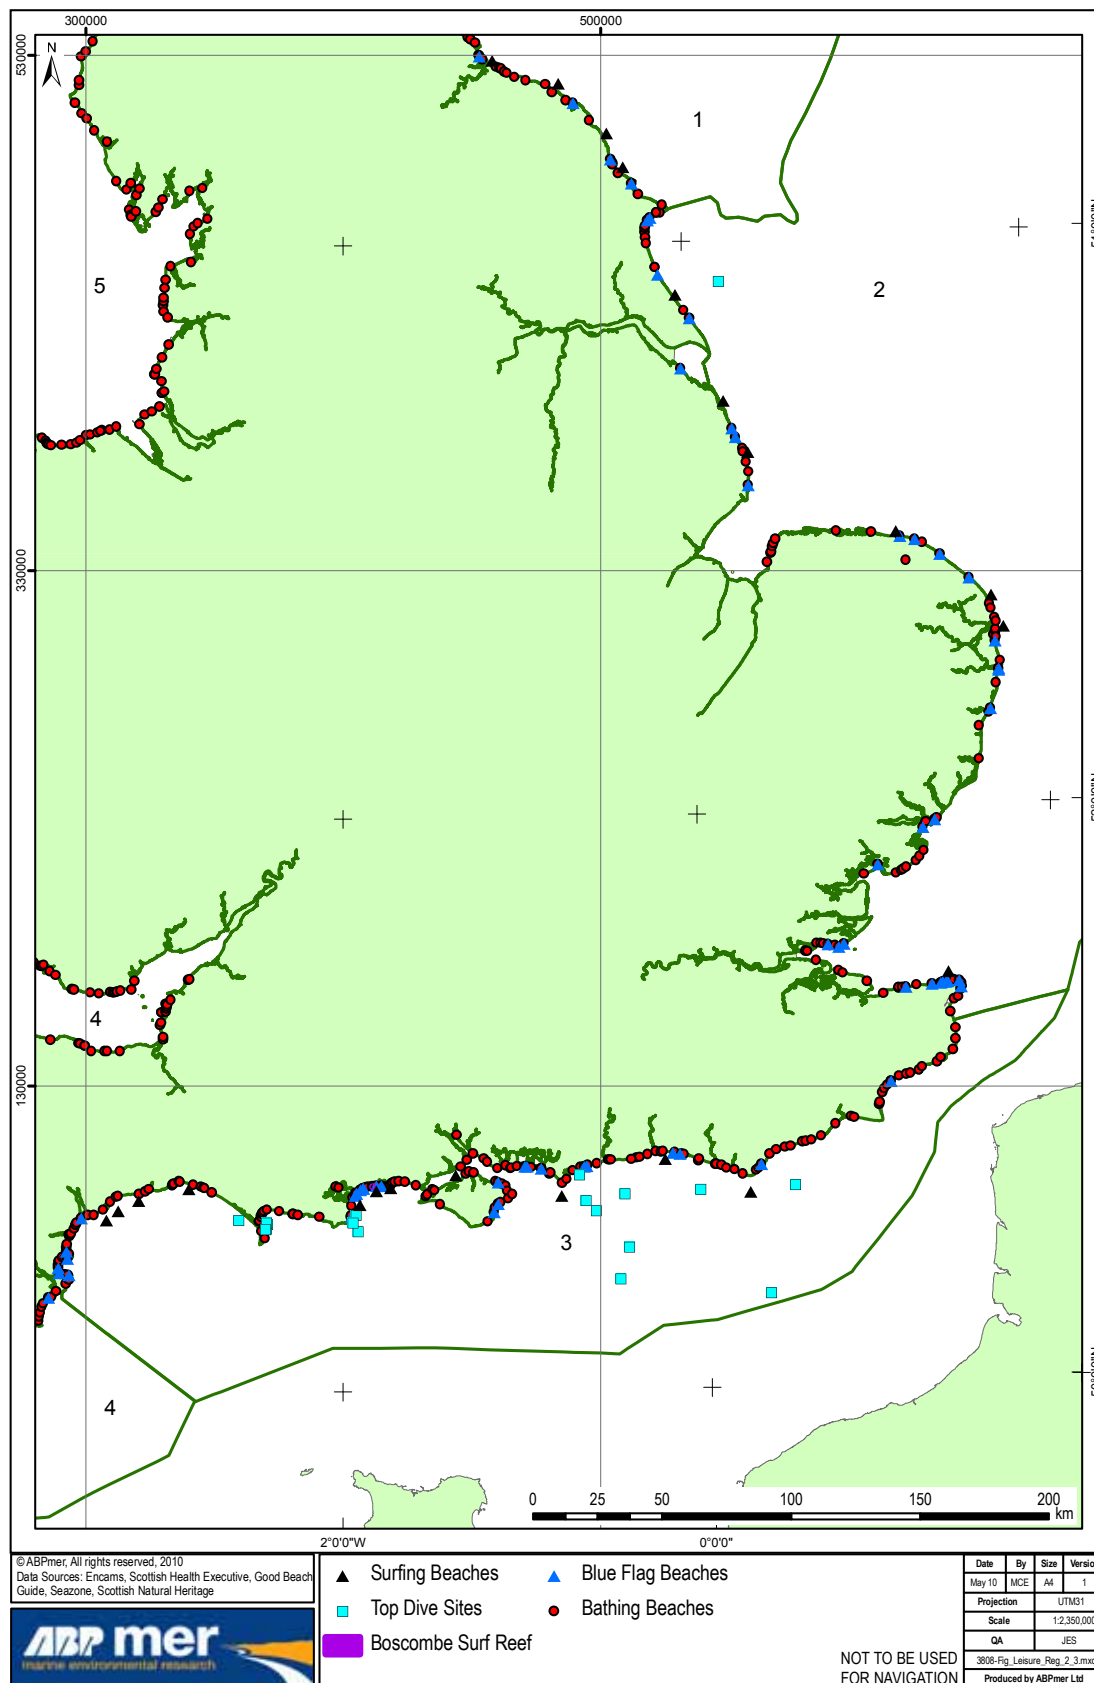 300000
500000
530000
N
1
5
2
330000
4
130000
3
4
0 25 50 100 150 200
km
2°0'0"W
0°0'0"
© ABPmer, All rights reserved, 2010
Data Sources: Encams, Scottish Health Executive, Good Beach
Guide, Seazone, Scottish Natural Heritage
ABP mer
marine environmental research
Surfing Beaches
Blue Flag Beaches
Top Dive Sites
Bathing Beaches
Boscombe Surf Reef
NOT TO BE USED
FOR NAVIGATION
Date By Size Versio
May 10 MCE A4 1
Projection UTM31
Scale 1:2,350,000
QA JES
3808-Fig_Leisure_Reg_2_3.mxd
Produced by ABPmer Ltd